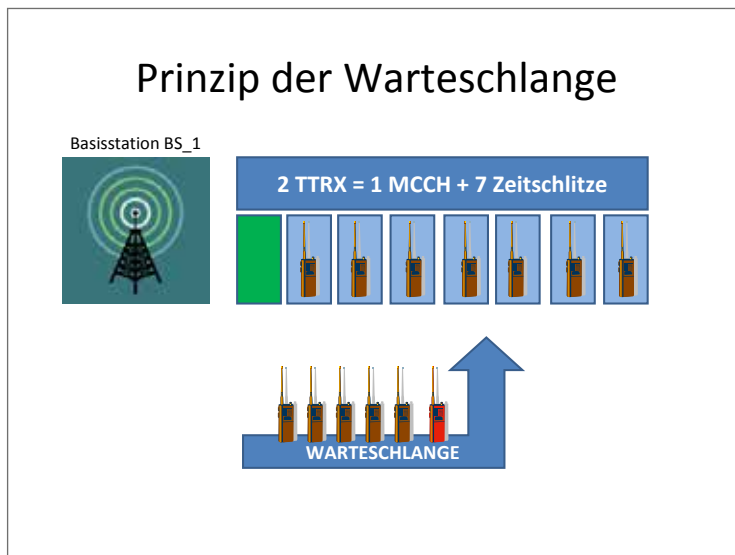 Prinzip der Warteschlange
Basisstation BS_1
2 TTRX = 1 MCCH + 7 Zeitschlitze
WARTESCHLANGE